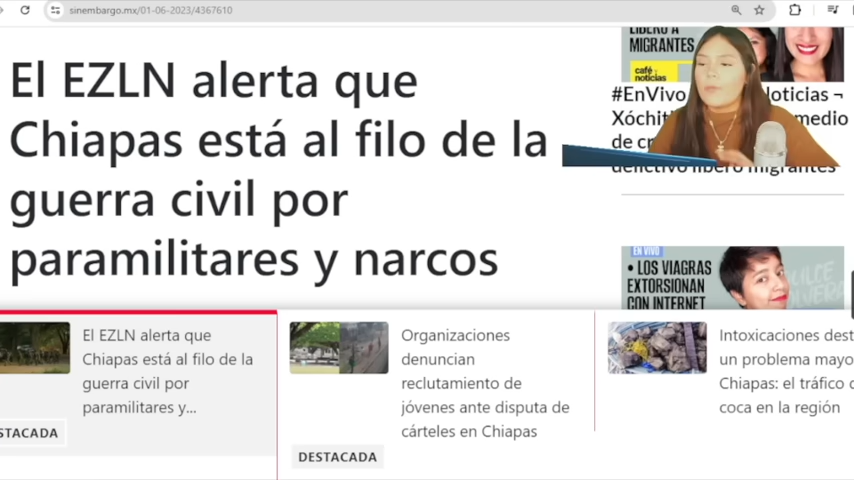 sinembargo.mx/01-06-2023/4367610
El EZLN alerta que
Chiapas está al filo de la
guerra civil por
paramilitares y narcos
LIBERÓ A
MIGRANTES
café
noticias
#EnVivo
Noticias ¬
medio
de
delictivo liberó migrantes
EN VIVO
• LOS VIAGRAS
EXTORSIONAN
CON INTERNET
El EZLN alerta que
Chiapas está al filo de la
guerra civil por
paramilitares y...
STACADA
Organizaciones
denuncian
reclutamiento de
jóvenes ante disputa de
cárteles en Chiapas
DESTACADA
Intoxicaciones dest
un problema mayo
Chiapas: el tráfico
coca en la región